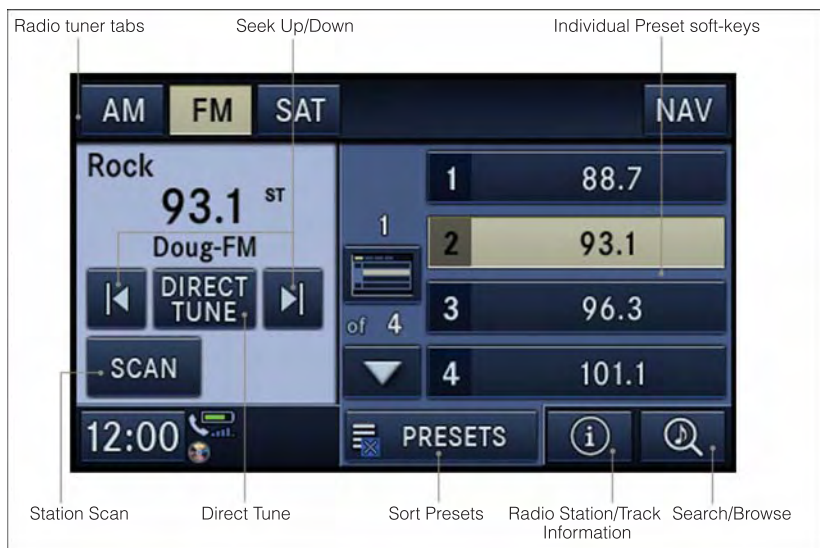 Radio tuner tabs
Seek Up/Down
Individual Preset soft-keys
AM
FM
SAT
NAV
Rock
93.1 ST
Doug-FM
DIRECT
TUNE
SCAN
1
of 4
1 88.7
2 93.1
3 96.3
4 101.1
12:00
PRESETS
i
Station Scan
Direct Tune
Sort Presets
Radio Station/Track
Information
Search/Browse